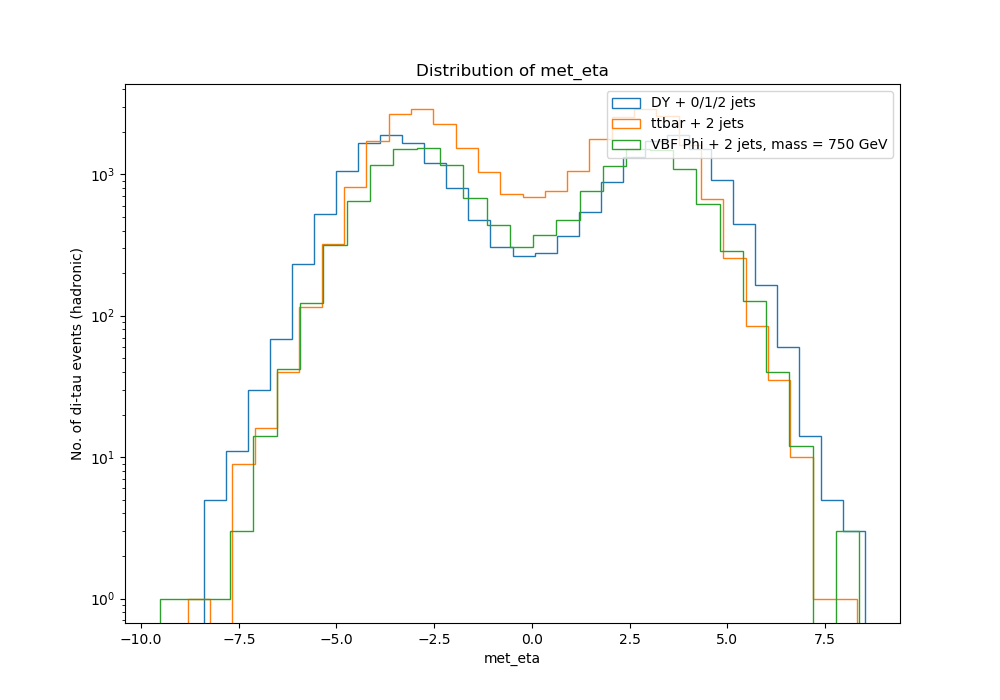 Distribution of met_eta
DY + 0/1/2 jets
ttbar + 2 jets
VBF Phi + 2 jets, mass = 750 GeV
No. of di-tau events (hadronic)
10³
10²
10¹
10⁰
−10.0 −7.5 −5.0 −2.5 0.0 2.5 5.0 7.5
met_eta